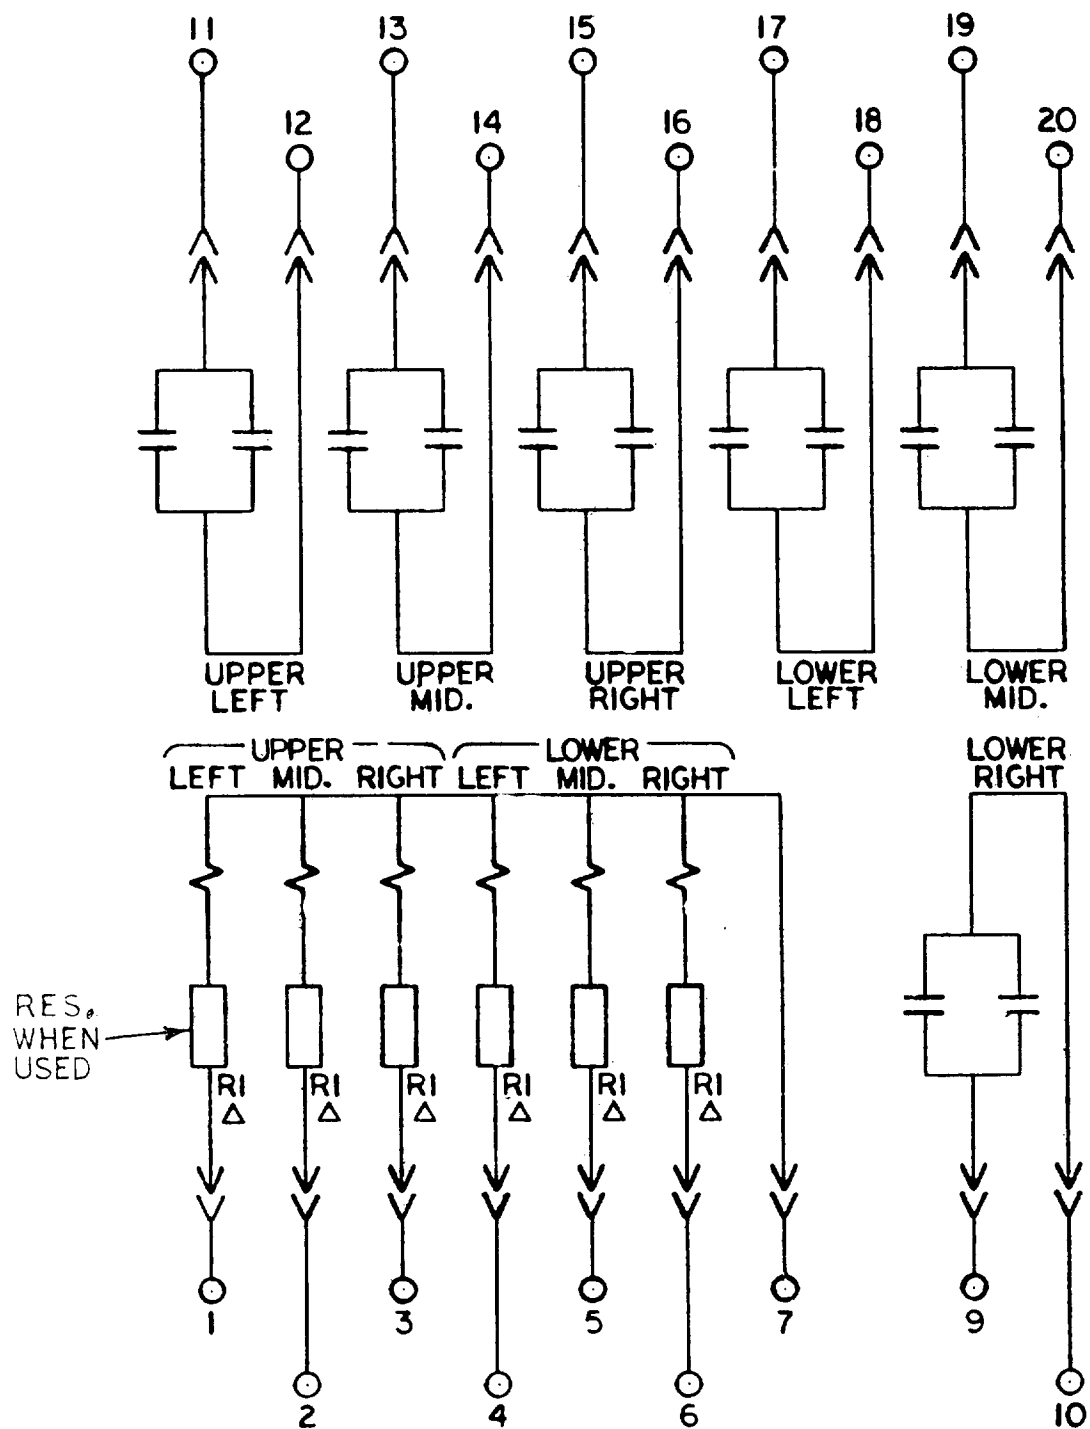 11 13 15 17 19
12 14 16 18 20
UPPER LEFT
UPPER MID.
UPPER RIGHT
LOWER LEFT
LOWER MID.
UPPER LOWER
LEFT MID. RIGHT LEFT MID. RIGHT
LOWER RIGHT
RES.
WHEN
USED
R1 R1 R1 R1 R1 R1
△ △ △ △ △ △
1 3 5 7 9
2 4 6 10